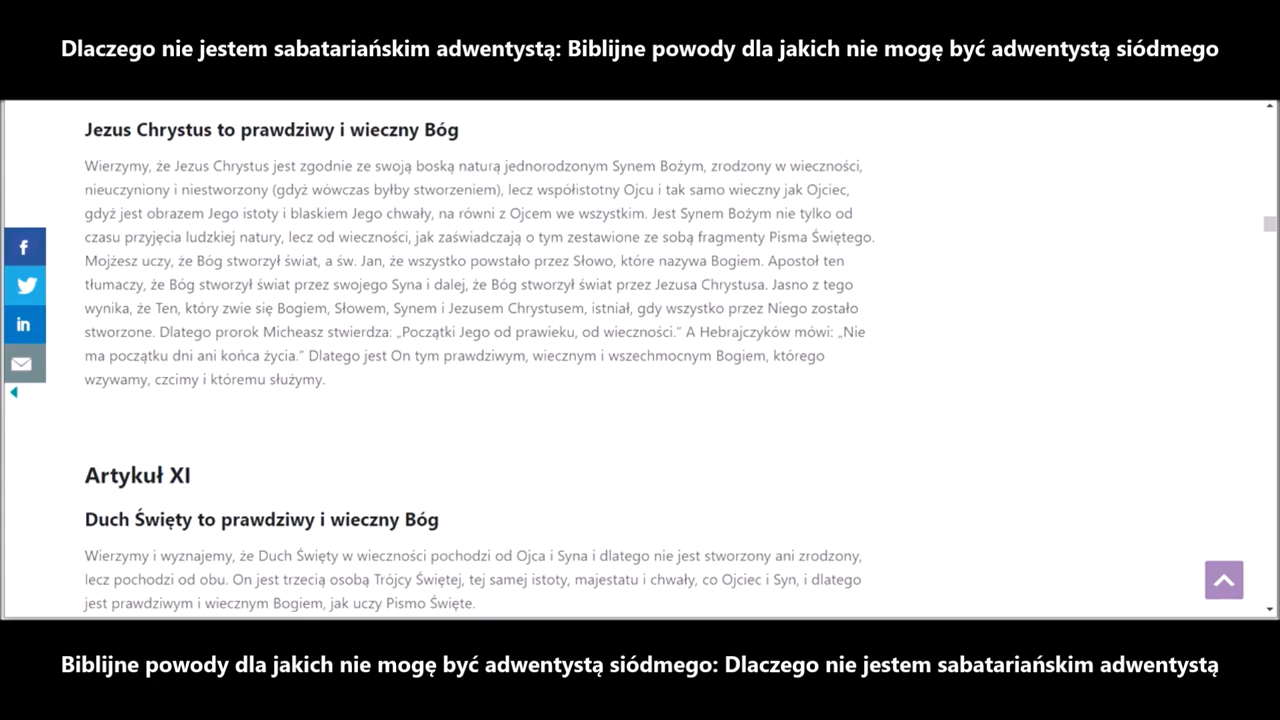 Dlaczego nie jestem sabatariańskim adwentystą: Biblijne powody dla jakich nie mogę być adwentystą siódmego
Jezus Chrystus to prawdziwy i wieczny Bóg
Wierzymy, że Jezus Chrystus jest zgodnie ze swoją boską naturą jednorodzonym Synem Bożym, zrodzony w wieczności,
nieuczyniony i niestworzony (gdyż wówczas byłby stworzeniem), lecz współistotny Ojcu i tak samo wieczny jak Ojciec,
gdyż jest obrazem Jego istoty i blaskiem Jego chwały, na równi z Ojcem we wszystkim. Jest Synem Bożym nie tylko od
czasu przyjęcia ludzkiej natury, lecz od wieczności, jak zaświadczają o tym zestawione ze sobą fragmenty Pisma Świętego.
Mojżesz uczy, że Bóg stworzył świat, a św. Jan, że wszystko powstało przez Słowo, które nazywa Bogiem. Apostoł ten
tłumaczy, że Bóg stworzył świat przez swojego Syna i dalej, że Bóg stworzył świat przez Jezusa Chrystusa. Jasno z tego
wynika, że Ten, który zwie się Bogiem, Słowem, Synem i Jezusem Chrystusem, istniał, gdy wszystko przez Niego zostało
stworzone. Dlatego prorok Micheasz stwierdza: „Początki Jego od prawieku, od wieczności.” A Hebrajczyków mówi: „Nie
ma początku dni ani końca życia.” Dlatego jest On tym prawdziwym, wiecznym i wszechmocnym Bogiem, którego
wzywamy, czcimy i któremu służymy.
Artykuł XI
Duch Święty to prawdziwy i wieczny Bóg
Wierzymy i wyznajemy, że Duch Święty w wieczności pochodzi od Ojca i Syna i dlatego nie jest stworzony ani zrodzony,
lecz pochodzi od obu. On jest trzecią osobą Trójcy Świętej, tej samej istoty, majestatu i chwały, co Ojciec i Syn, i dlatego
jest prawdziwym i wiecznym Bogiem, jak uczy Pismo Święte.
Biblijne powody dla jakich nie mogę być adwentystą siódmego: Dlaczego nie jestem sabatariańskim adwentystą